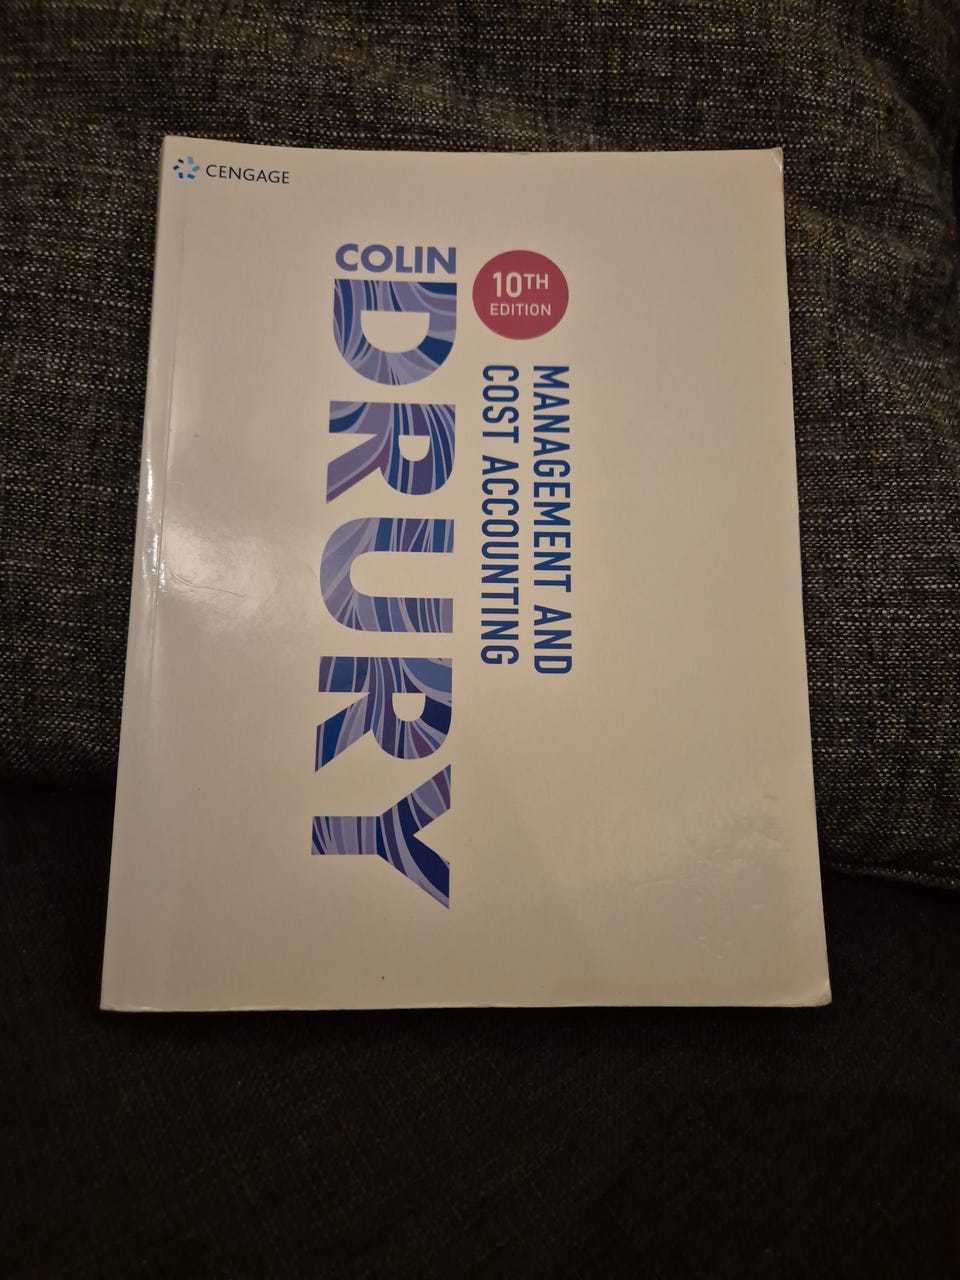 CENGAGE
COLIN
DRURY
10TH
EDITION
MANAGEMENT AND
COST ACCOUNTING